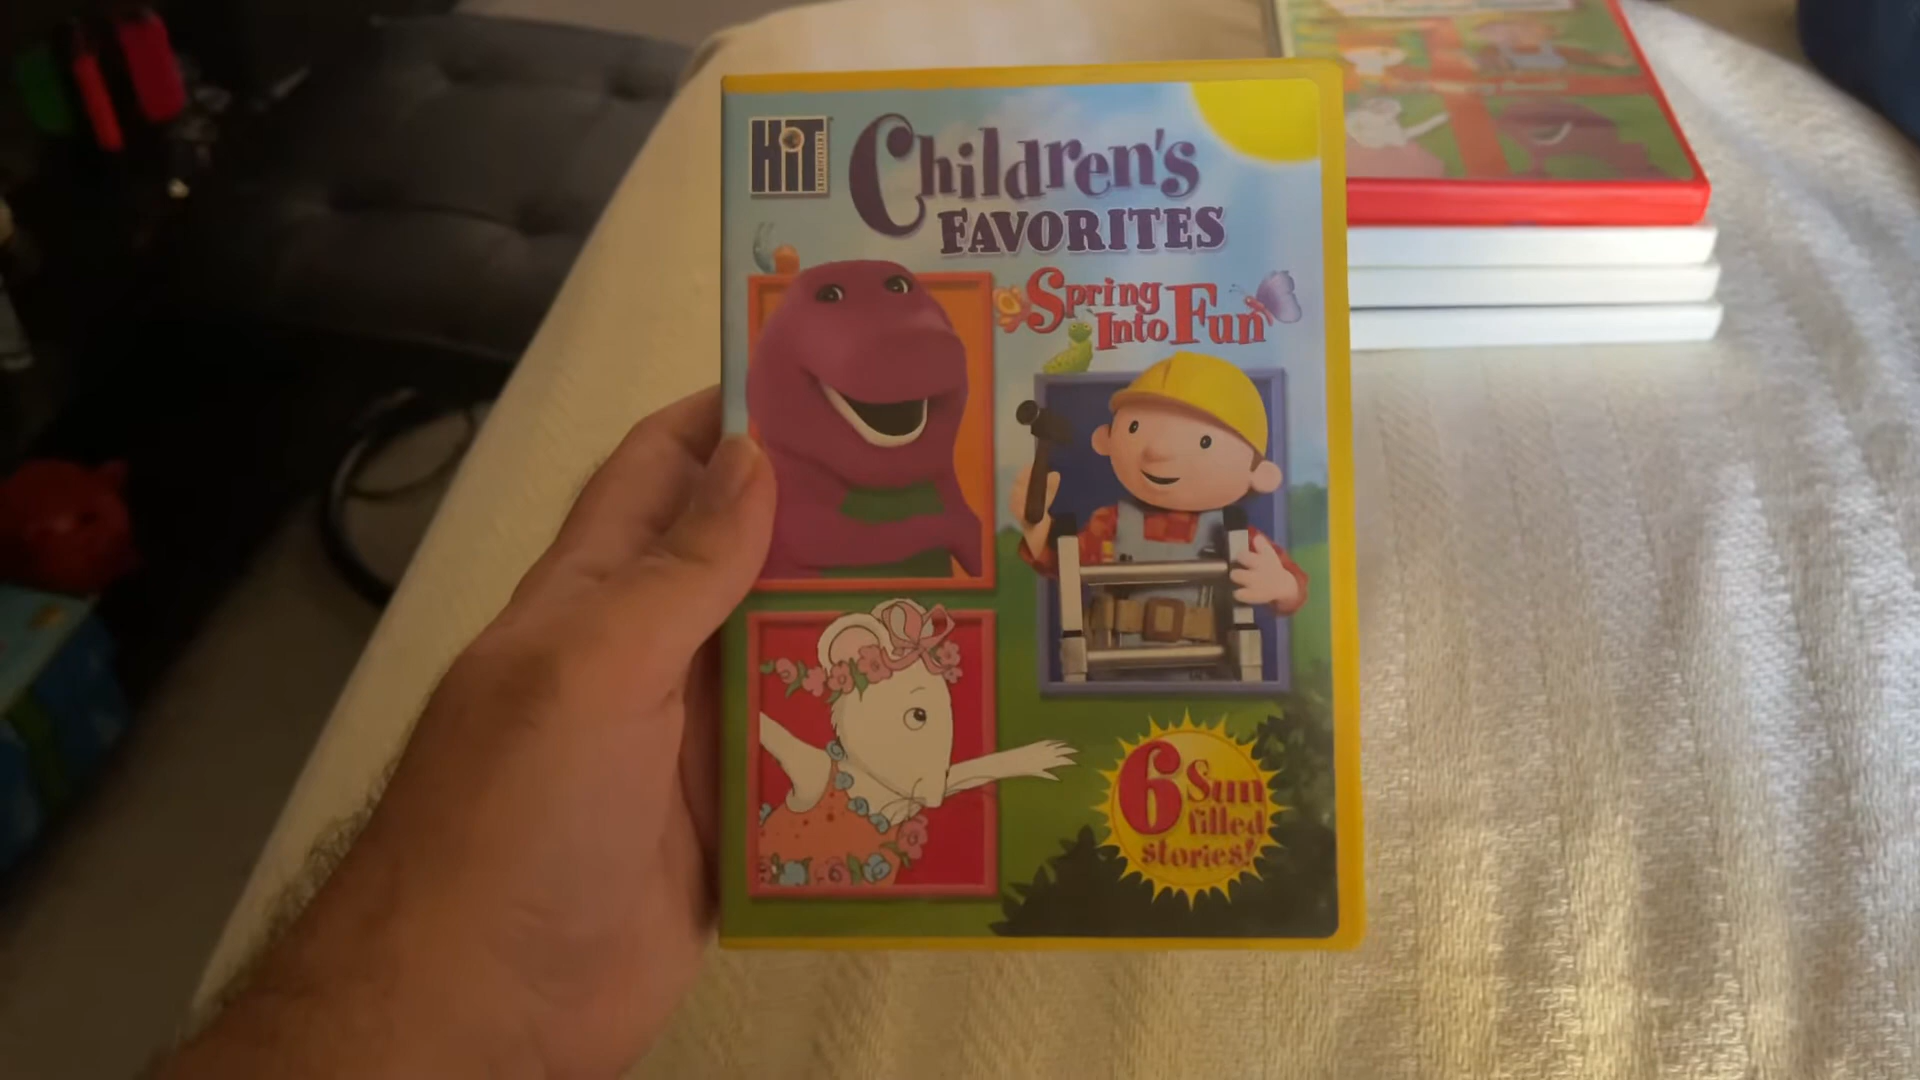 HiT
Children's
FAVORITES
Spring
Into Fun
6 Sun
filled
stories!